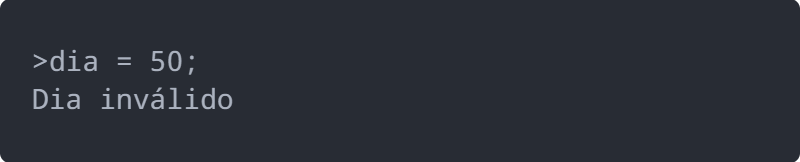 >dia = 50;
Dia inválido